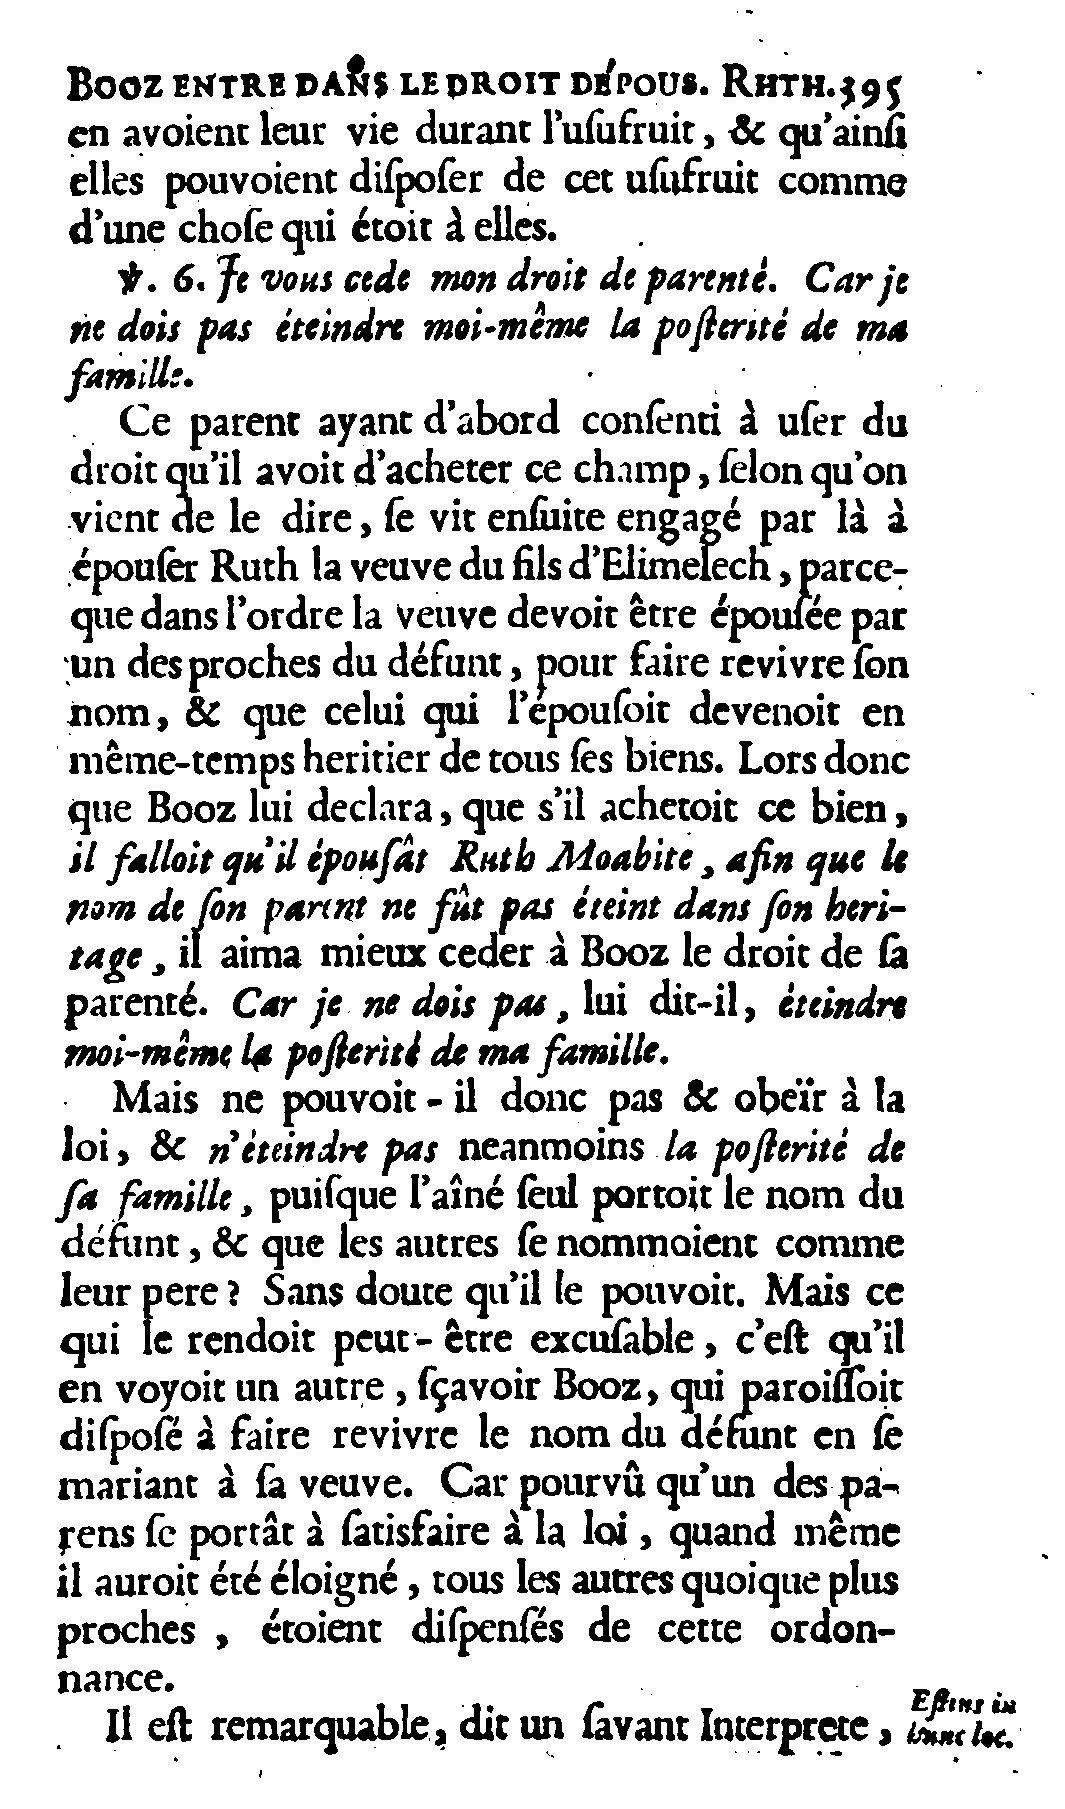 BOOZ ENTRE DANS LE DROIT D'ÉPOUS. RHTH. 395
en avoient leur vie durant l'uſufruit, & qu'ainſi
elles pouvoient diſpoſer de cet uſufruit comme
d'une choſe qui étoit à elles.
℣. 6. Je vous cede mon droit de parenté. Car je
ne dois pas éteindre moi-même la poſterité de ma
famille.
Ce parent ayant d'abord conſenti à uſer du
droit qu'il avoit d'acheter ce champ, ſelon qu'on
vient de le dire, ſe vit enſuite engagé par là à
épouſer Ruth la veuve du fils d'Elimelech, parce-
que dans l'ordre la veuve devoit être épouſée par
un des proches du défunt, pour faire revivre ſon
nom, & que celui qui l'épouſoit devenoit en
même-temps heritier de tous ſes biens. Lors donc
que Booz lui declara, que s'il achetoit ce bien,
il falloit qu'il épouſât Ruth Moabite, afin que le
nom de ſon parent ne fût pas éteint dans ſon heri-
tage, il aima mieux ceder à Booz le droit de ſa
parenté. Car je ne dois pas, lui dit-il, éteindre
moi-même la poſterité de ma famille.
Mais ne pouvoit-il donc pas & obeïr à la
loi, & n'éteindre pas neanmoins la poſterité de
ſa famille, puiſque l'aîné ſeul portoit le nom du
défunt, & que les autres ſe nommoient comme
leur pere? Sans doute qu'il le pouvoit. Mais ce
qui le rendoit peut-être excuſable, c'eſt qu'il
en voyoit un autre, ſçavoir Booz, qui paroiſſoit
diſpoſé à faire revivre le nom du défunt en ſe
mariant à ſa veuve. Car pourvû qu'un des pa-
rens ſe portât à ſatisfaire à la loi, quand même
il auroit été éloigné, tous les autres quoique plus
proches, étoient diſpenſés de cette ordon-
nance.
Il eſt remarquable, dit un ſavant Interprete,
Eſtius in
hunc loc.